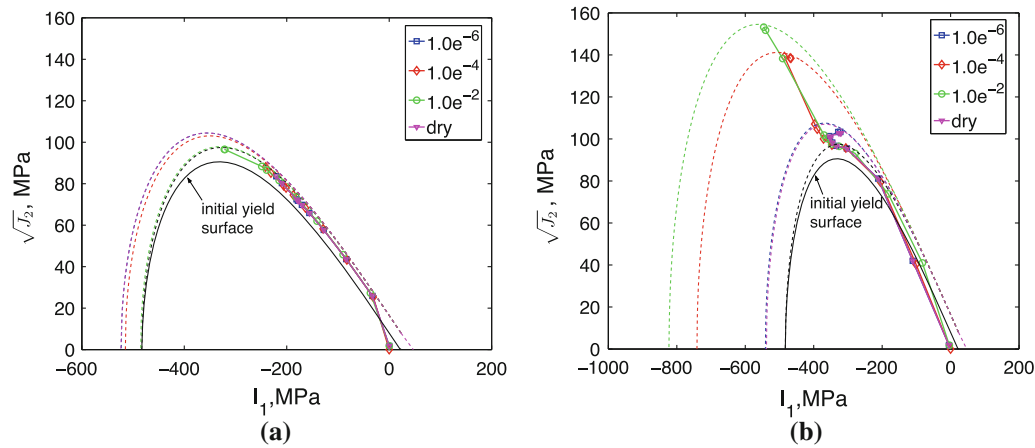 160
140
120
100
80
60
40
20
0
√J₂, MPa
1.0e⁻⁶
1.0e⁻⁴
1.0e⁻²
dry
initial yield
surface
−600
−400
−200
0
200
I₁,MPa
(a)
160
140
120
100
80
60
40
20
0
√J₂, MPa
1.0e⁻⁶
1.0e⁻⁴
1.0e⁻²
dry
initial yield
surface
−1000
−800
−600
−400
−200
0
200
I₁,MPa
(b)